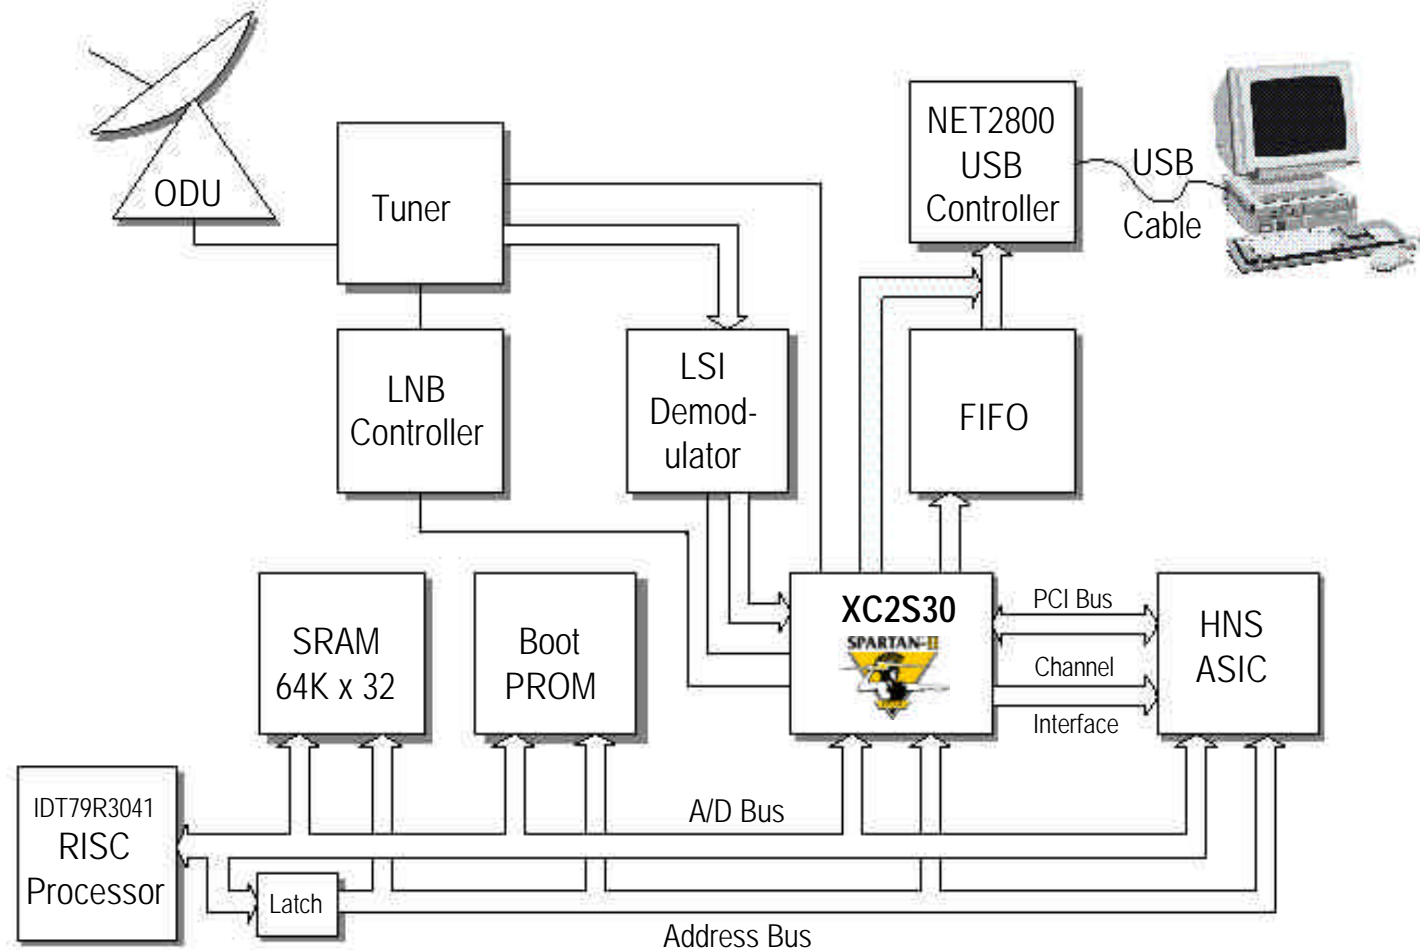 ODU
Tuner
NET2800
USB
Controller
USB
Cable
LNB
Controller
LSI
Demod-
ulator
FIFO
SRAM
64K x 32
Boot
PROM
XC2S30
SPARTAN-II
PCI Bus
Channel
Interface
HNS
ASIC
IDT79R3041
RISC
Processor
A/D Bus
Latch
Address Bus